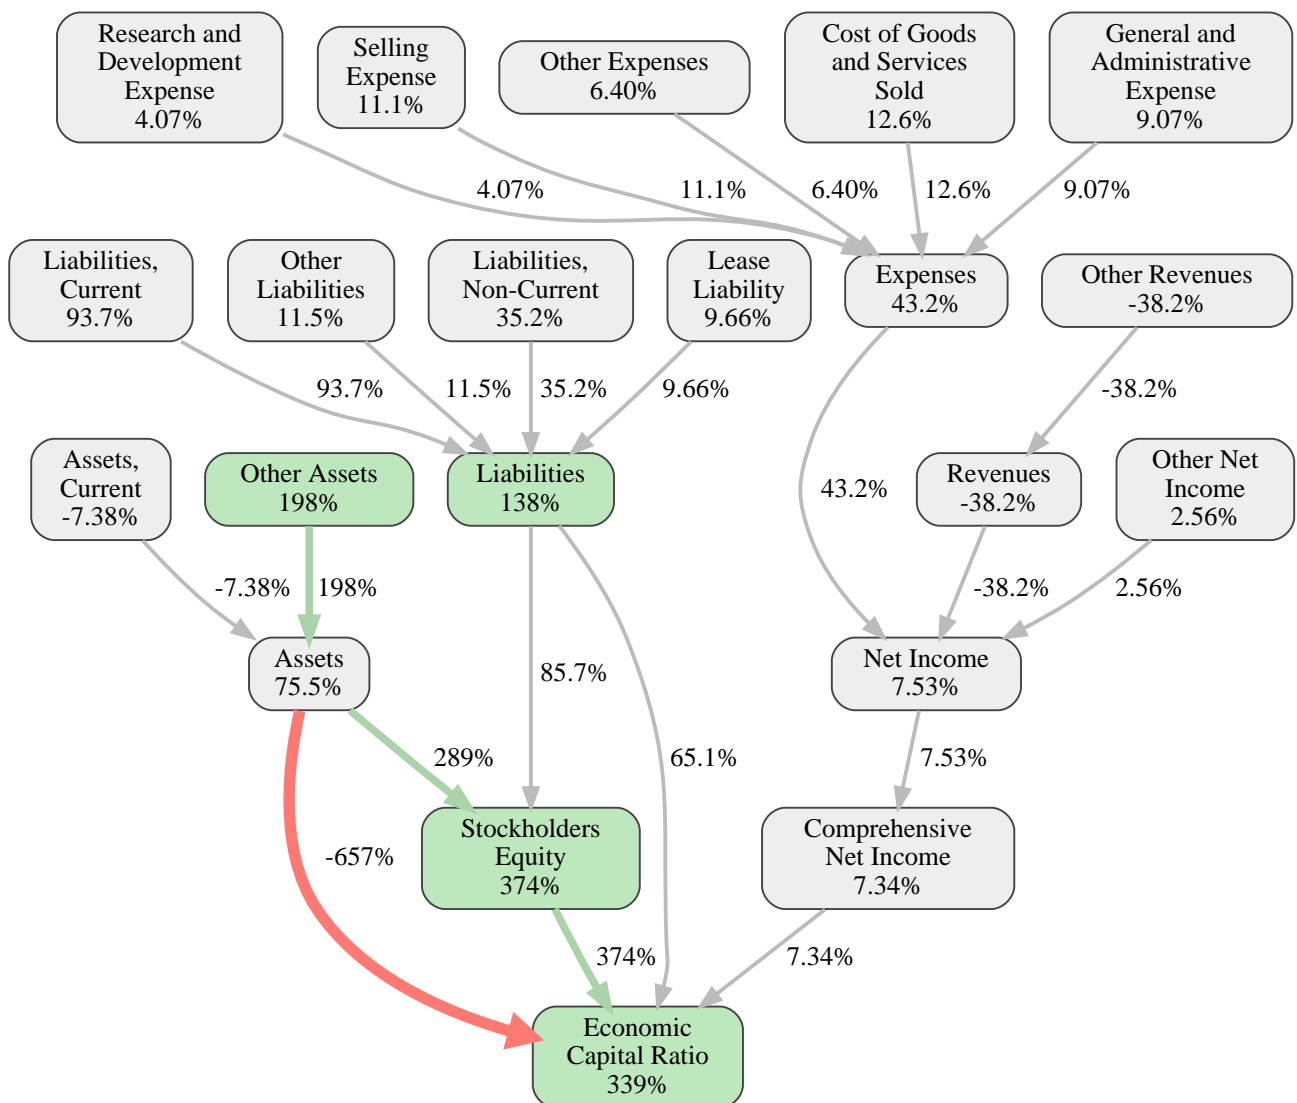 Research and
Development
Expense
4.07%
Selling
Expense
11.1%
Other Expenses
6.40%
Cost of Goods
and Services
Sold
12.6%
General and
Administrative
Expense
9.07%
4.07%
11.1%
6.40%
12.6%
9.07%
Liabilities,
Current
93.7%
Other
Liabilities
11.5%
Liabilities,
Non-Current
35.2%
Lease
Liability
9.66%
Expenses
43.2%
Other Revenues
-38.2%
93.7%
11.5%
35.2%
9.66%
-38.2%
Assets,
Current
-7.38%
Other Assets
198%
Liabilities
138%
43.2%
Revenues
-38.2%
Other Net
Income
2.56%
-7.38%
198%
-38.2%
2.56%
Assets
75.5%
85.7%
Net Income
7.53%
289%
65.1%
7.53%
-657%
Stockholders
Equity
374%
Comprehensive
Net Income
7.34%
374%
7.34%
Economic
Capital Ratio
339%